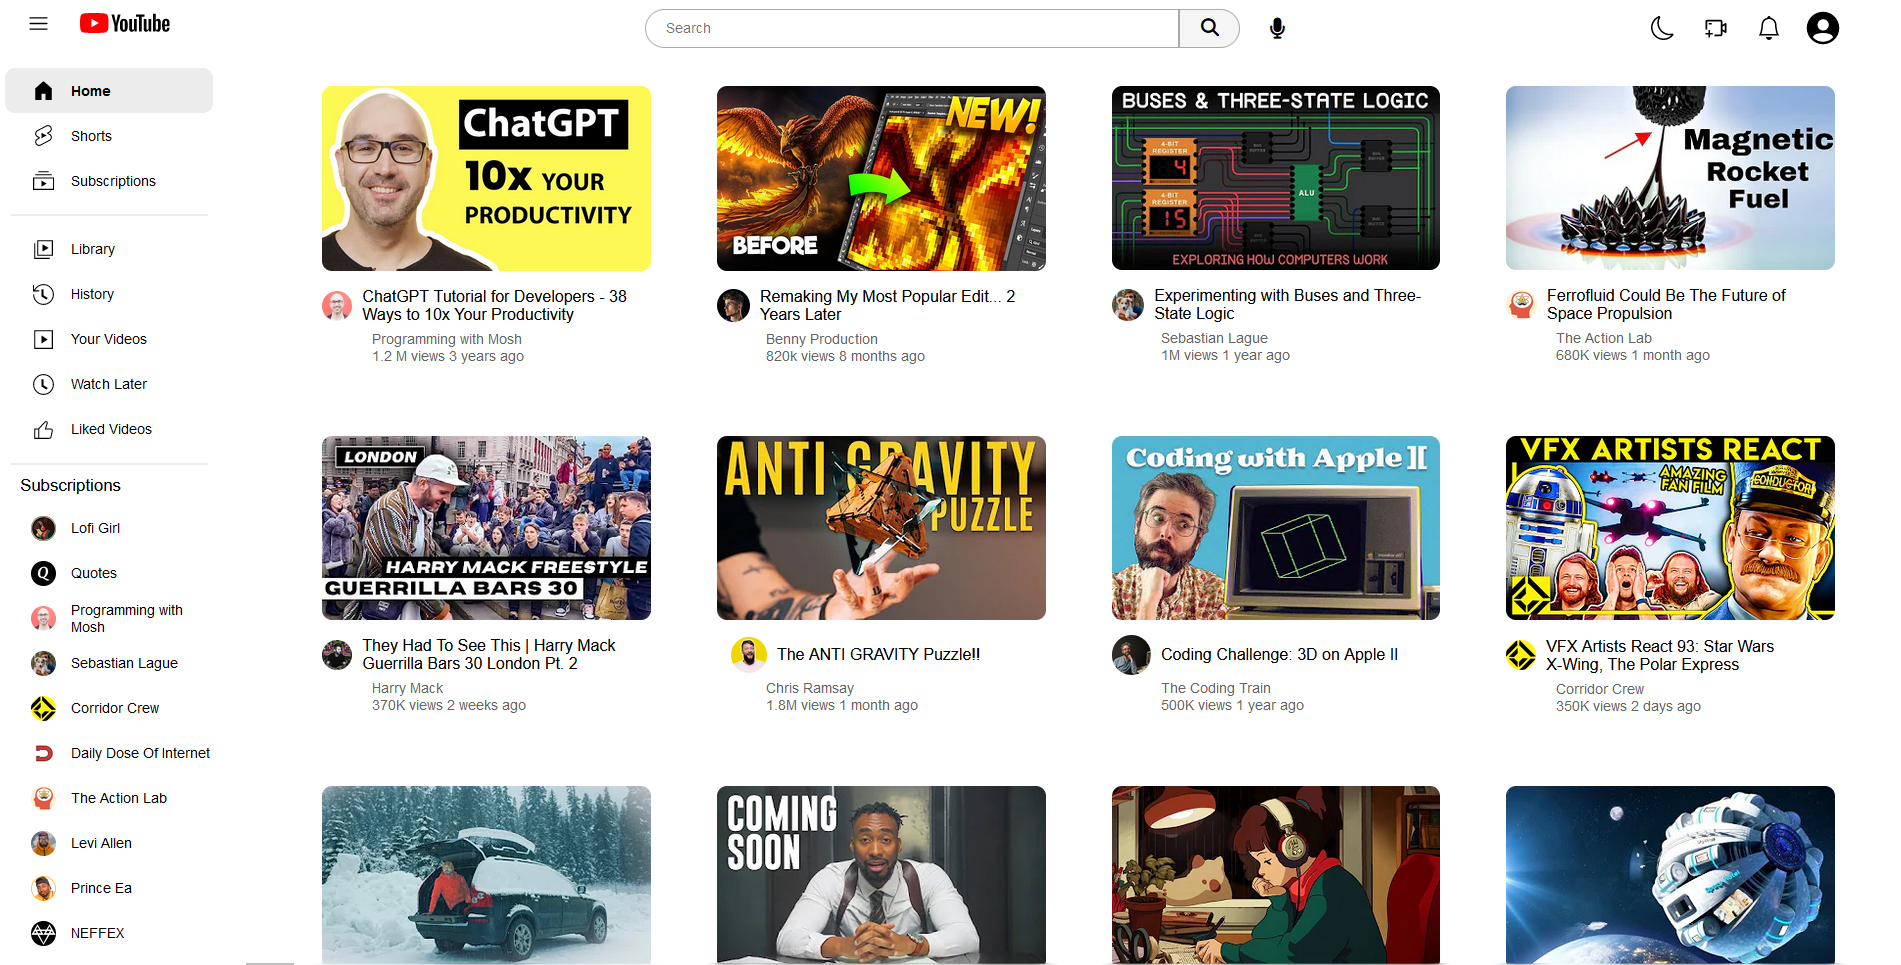 YouTube
Search
Home
Shorts
Subscriptions
Library
History
Your Videos
Watch Later
Liked Videos
Subscriptions
Lofi Girl
Quotes
Programming with
Mosh
Sebastian Lague
Corridor Crew
Daily Dose Of Internet
The Action Lab
Levi Allen
Prince Ea
NEFFEX
ChatGPT
10x YOUR
PRODUCTIVITY
ChatGPT Tutorial for Developers - 38
Ways to 10x Your Productivity
Programming with Mosh
1.2 M views 3 years ago
NEW!
BEFORE
Remaking My Most Popular Edit... 2
Years Later
Benny Production
820k views 8 months ago
BUSES & THREE-STATE LOGIC
4-BIT
REGISTER
4
4-BIT
REGISTER
15
ALU
EXPLORING HOW COMPUTERS WORK
Experimenting with Buses and Three-
State Logic
Sebastian Lague
1M views 1 year ago
Magnetic
Rocket
Fuel
Ferrofluid Could Be The Future of
Space Propulsion
The Action Lab
680K views 1 month ago
LONDON
HARRY MACK FREESTYLE
GUERRILLA BARS 30
They Had To See This | Harry Mack
Guerrilla Bars 30 London Pt. 2
Harry Mack
370K views 2 weeks ago
ANTI GRAVITY
PUZZLE
The ANTI GRAVITY Puzzle!!
Chris Ramsay
1.8M views 1 month ago
Coding with Apple ][
Coding Challenge: 3D on Apple II
The Coding Train
500K views 1 year ago
VFX ARTISTS REACT
AMAZING
FAN FILM
CONDUCTOR
VFX Artists React 93: Star Wars
X-Wing, The Polar Express
Corridor Crew
350K views 2 days ago
COMING
SOON